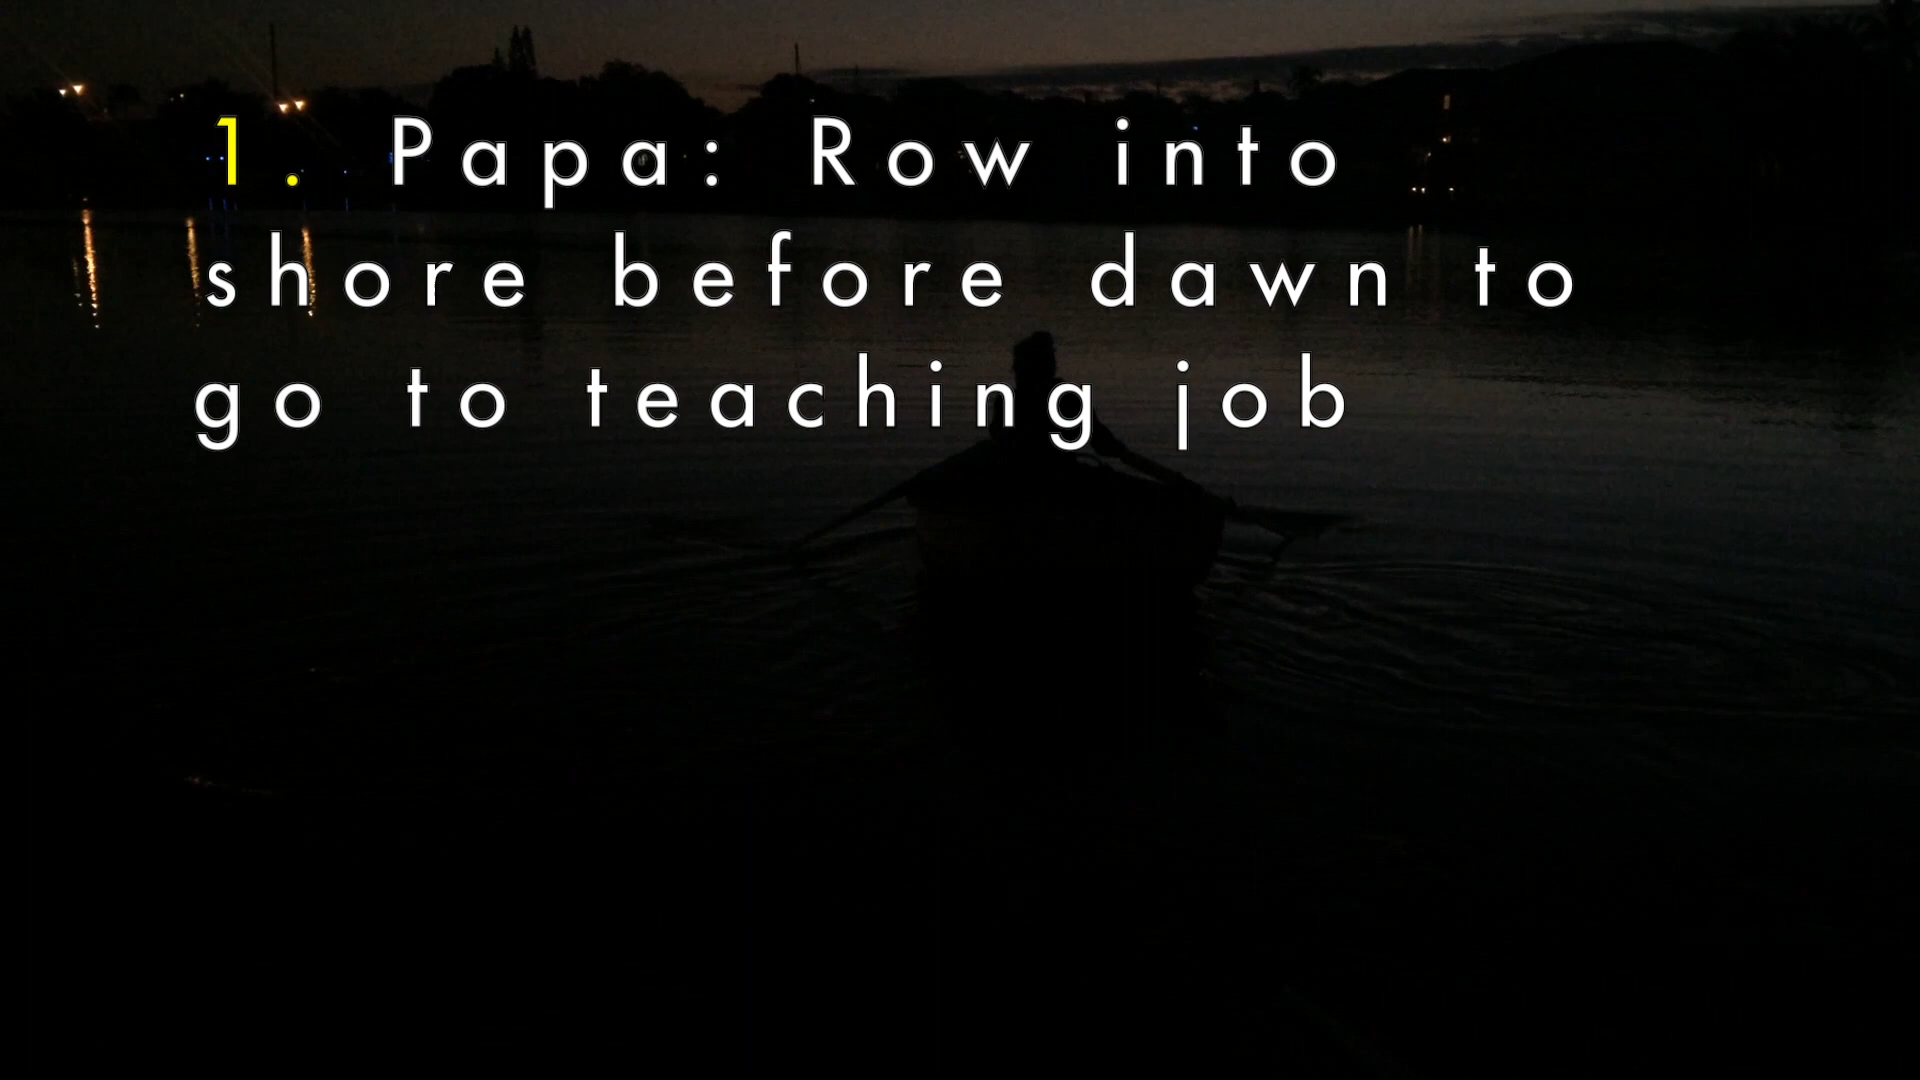 1. Papa: Row into
shore before dawn to
go to teaching job